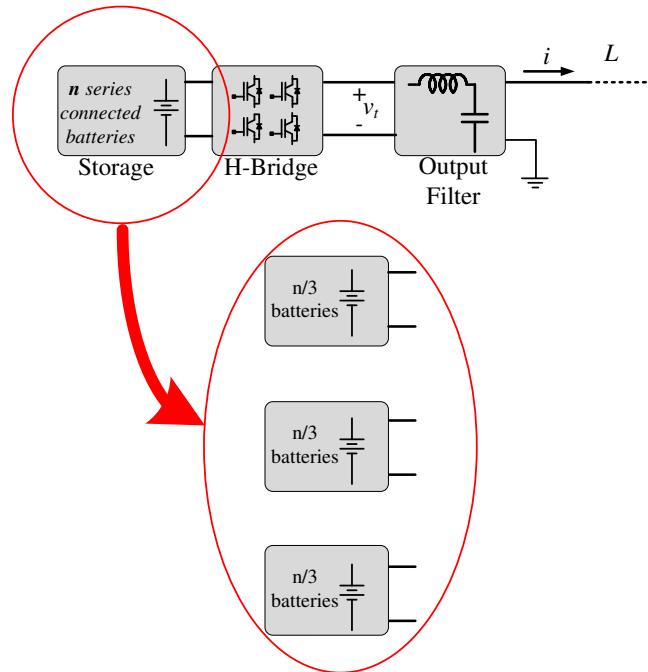 n series
connected
batteries
Storage
H-Bridge
+
v_t
-
Output
Filter
i
L
n/3
batteries
n/3
batteries
n/3
batteries